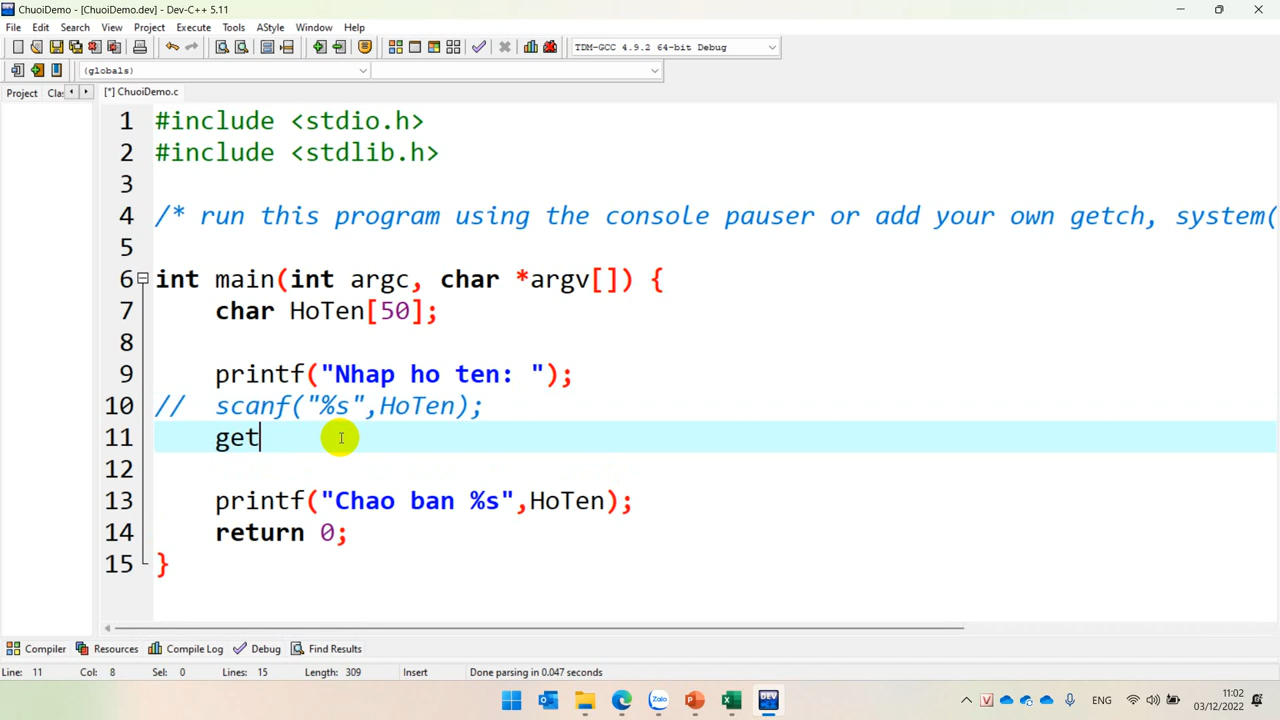 ChuoiDemo - [ChuoiDemo.dev] - Dev-C++ 5.11
File Edit Search View Project Execute Tools AStyle Window Help
TDM-GCC 4.9.2 64-bit Debug
(globals)
Project Clas [*] ChuoiDemo.c
1 #include <stdio.h>
2 #include <stdlib.h>
3
4 /* run this program using the console pauser or add your own getch, system(
5
6 int main(int argc, char *argv[]) {
7 char HoTen[50];
8
9 printf("Nhap ho ten: ");
10 // scanf("%s",HoTen);
11 get
12
13 printf("Chao ban %s",HoTen);
14 return 0;
15 }
Compiler Resources Compile Log Debug Find Results
Line: 11 Col: 8 Sel: 0 Lines: 15 Length: 309 Insert Done parsing in 0.047 seconds
Zalo DEV V ENG 11:02
03/12/2022